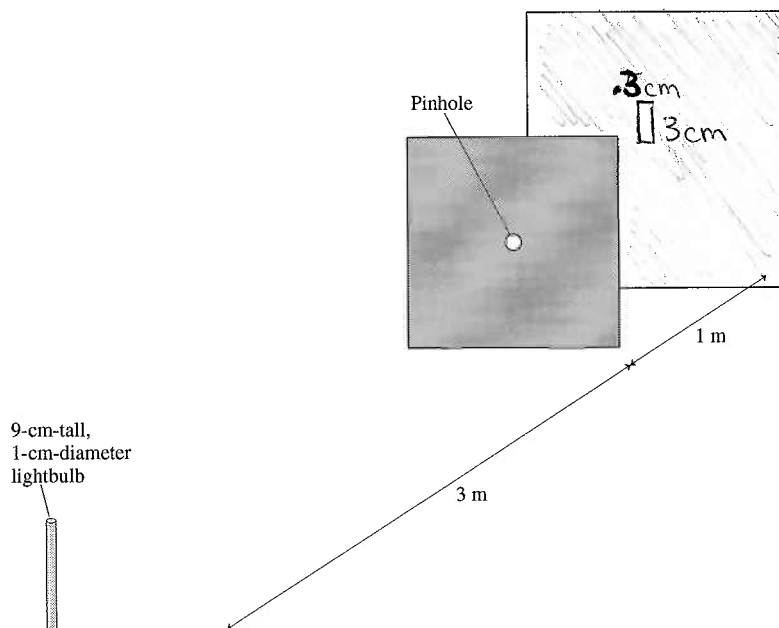 .3cm
Pinhole
3cm
1 m
9-cm-tall,
1-cm-diameter
lightbulb
3 m